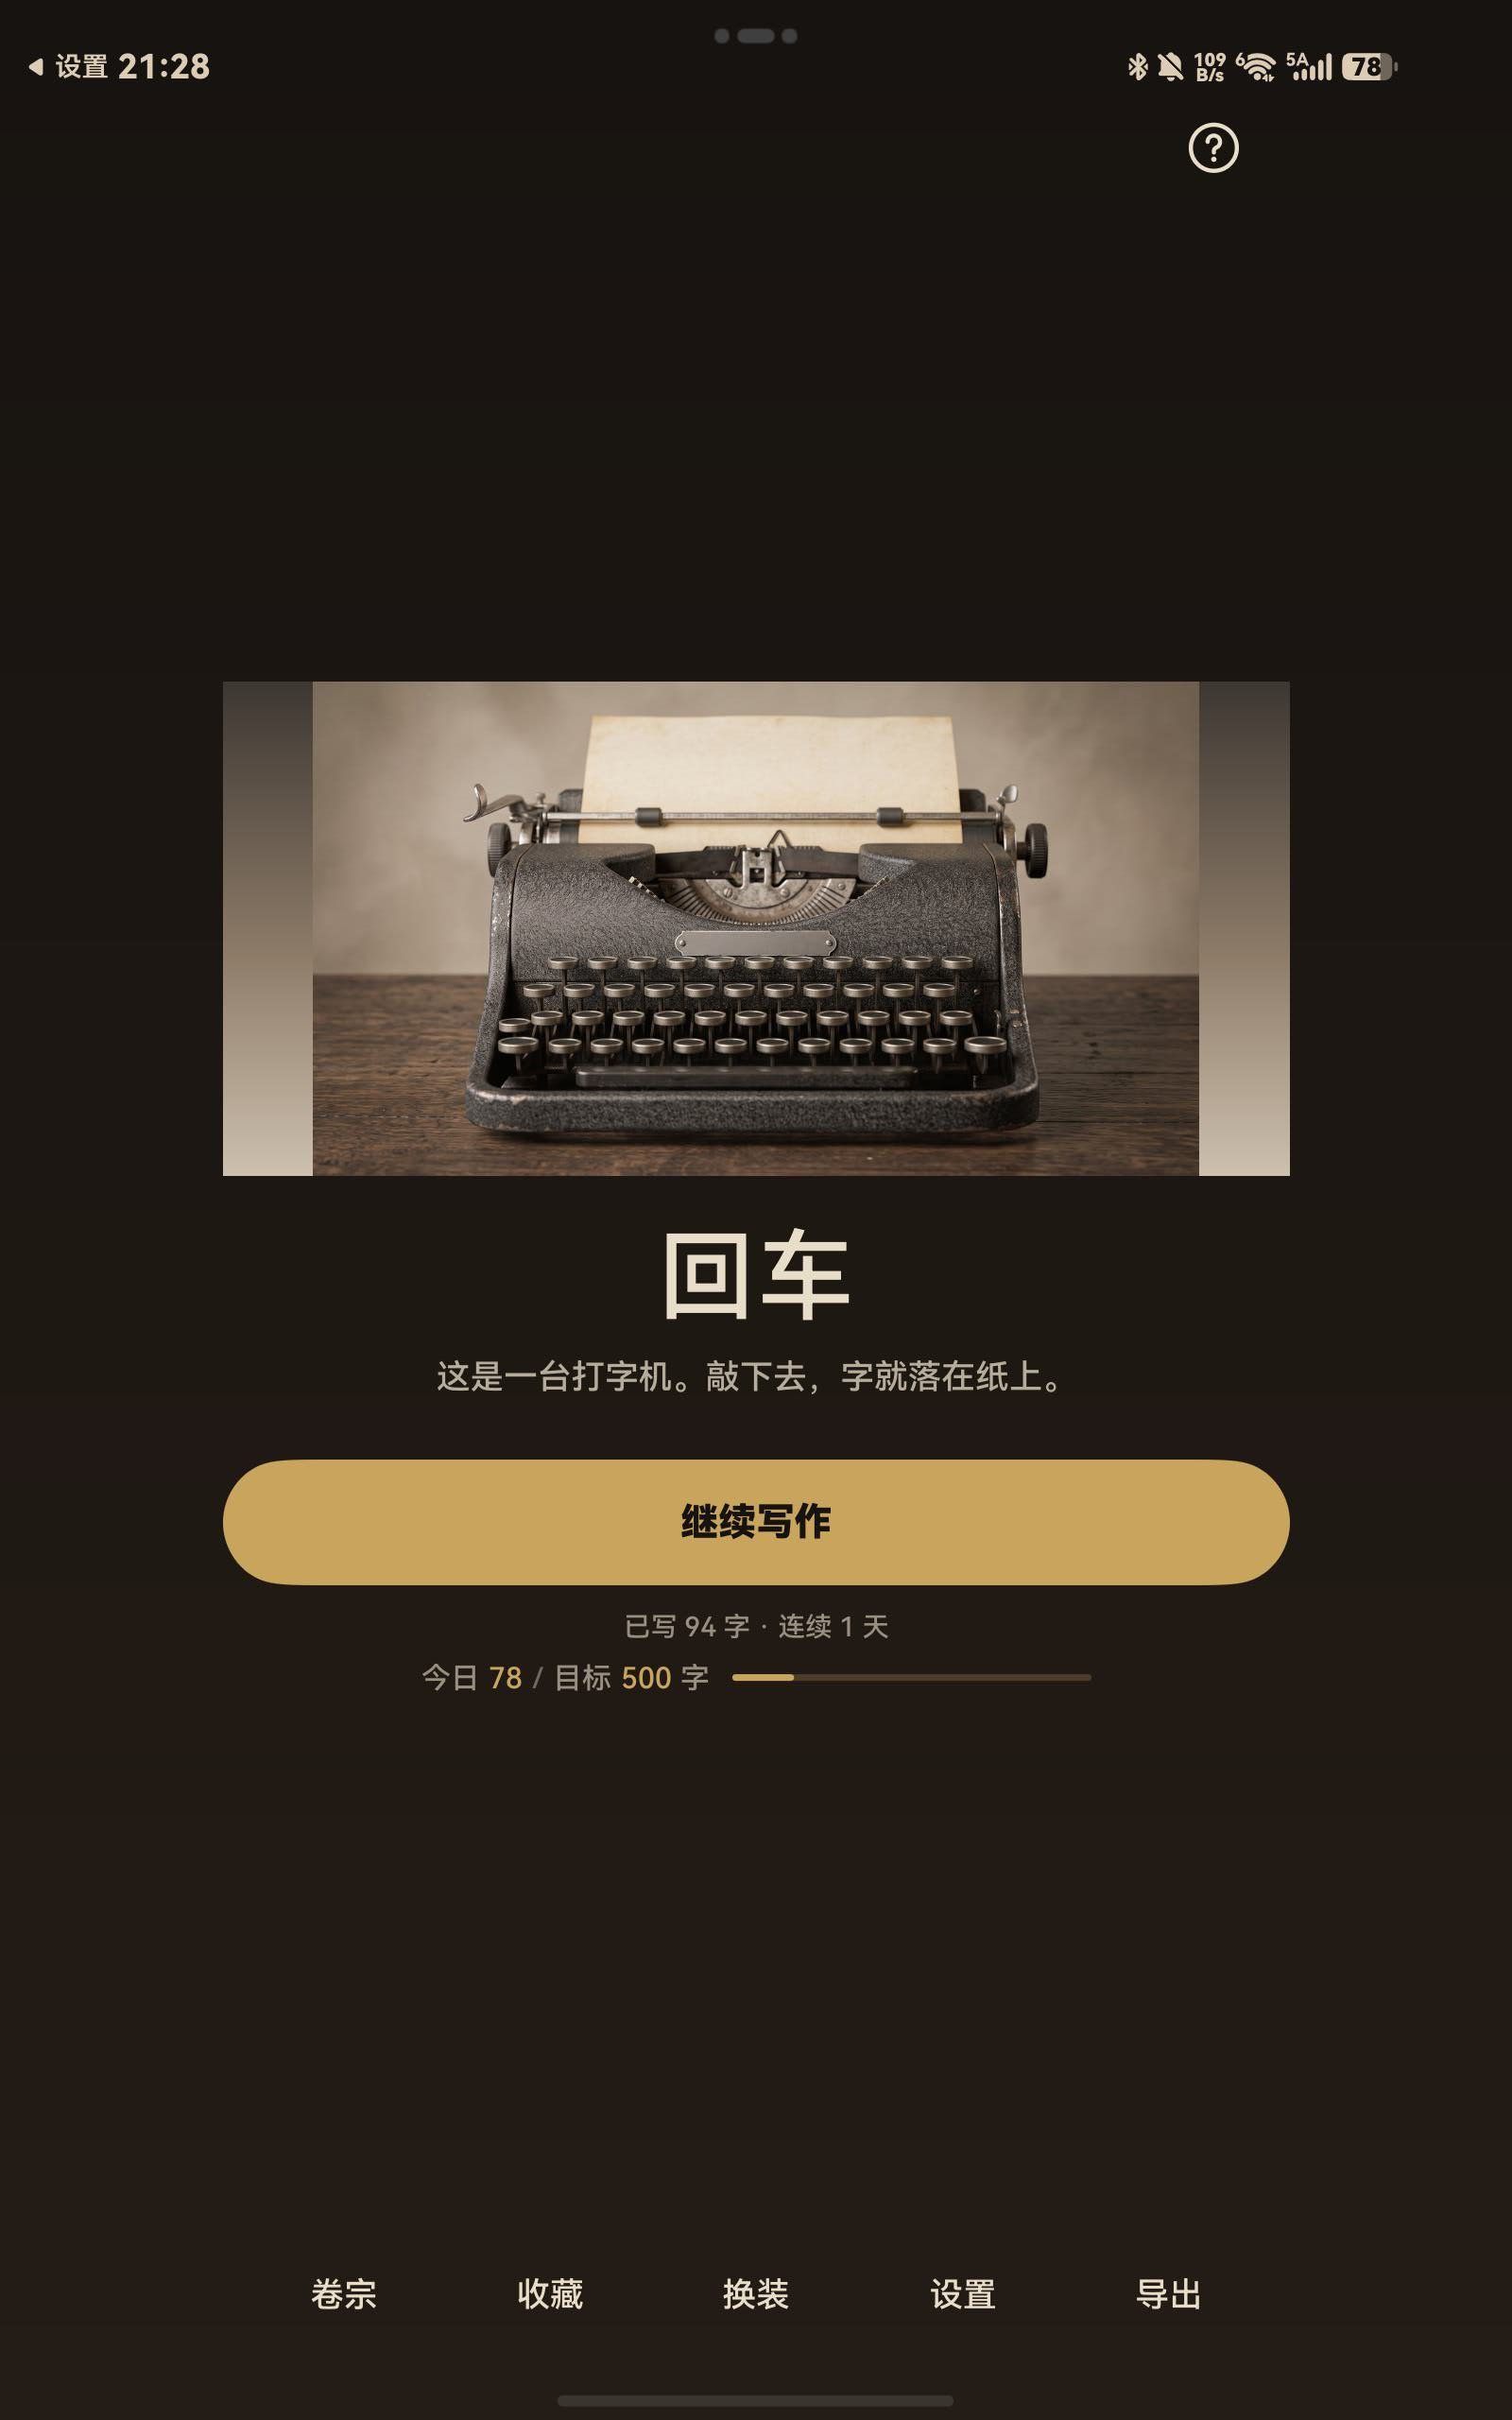 设置 21:28
109 B/s 6 5A 78
?
回车
这是一台打字机。敲下去，字就落在纸上。
继续写作
已写 94 字 · 连续 1 天
今日 78 / 目标 500 字
卷宗 收藏 换装 设置 导出